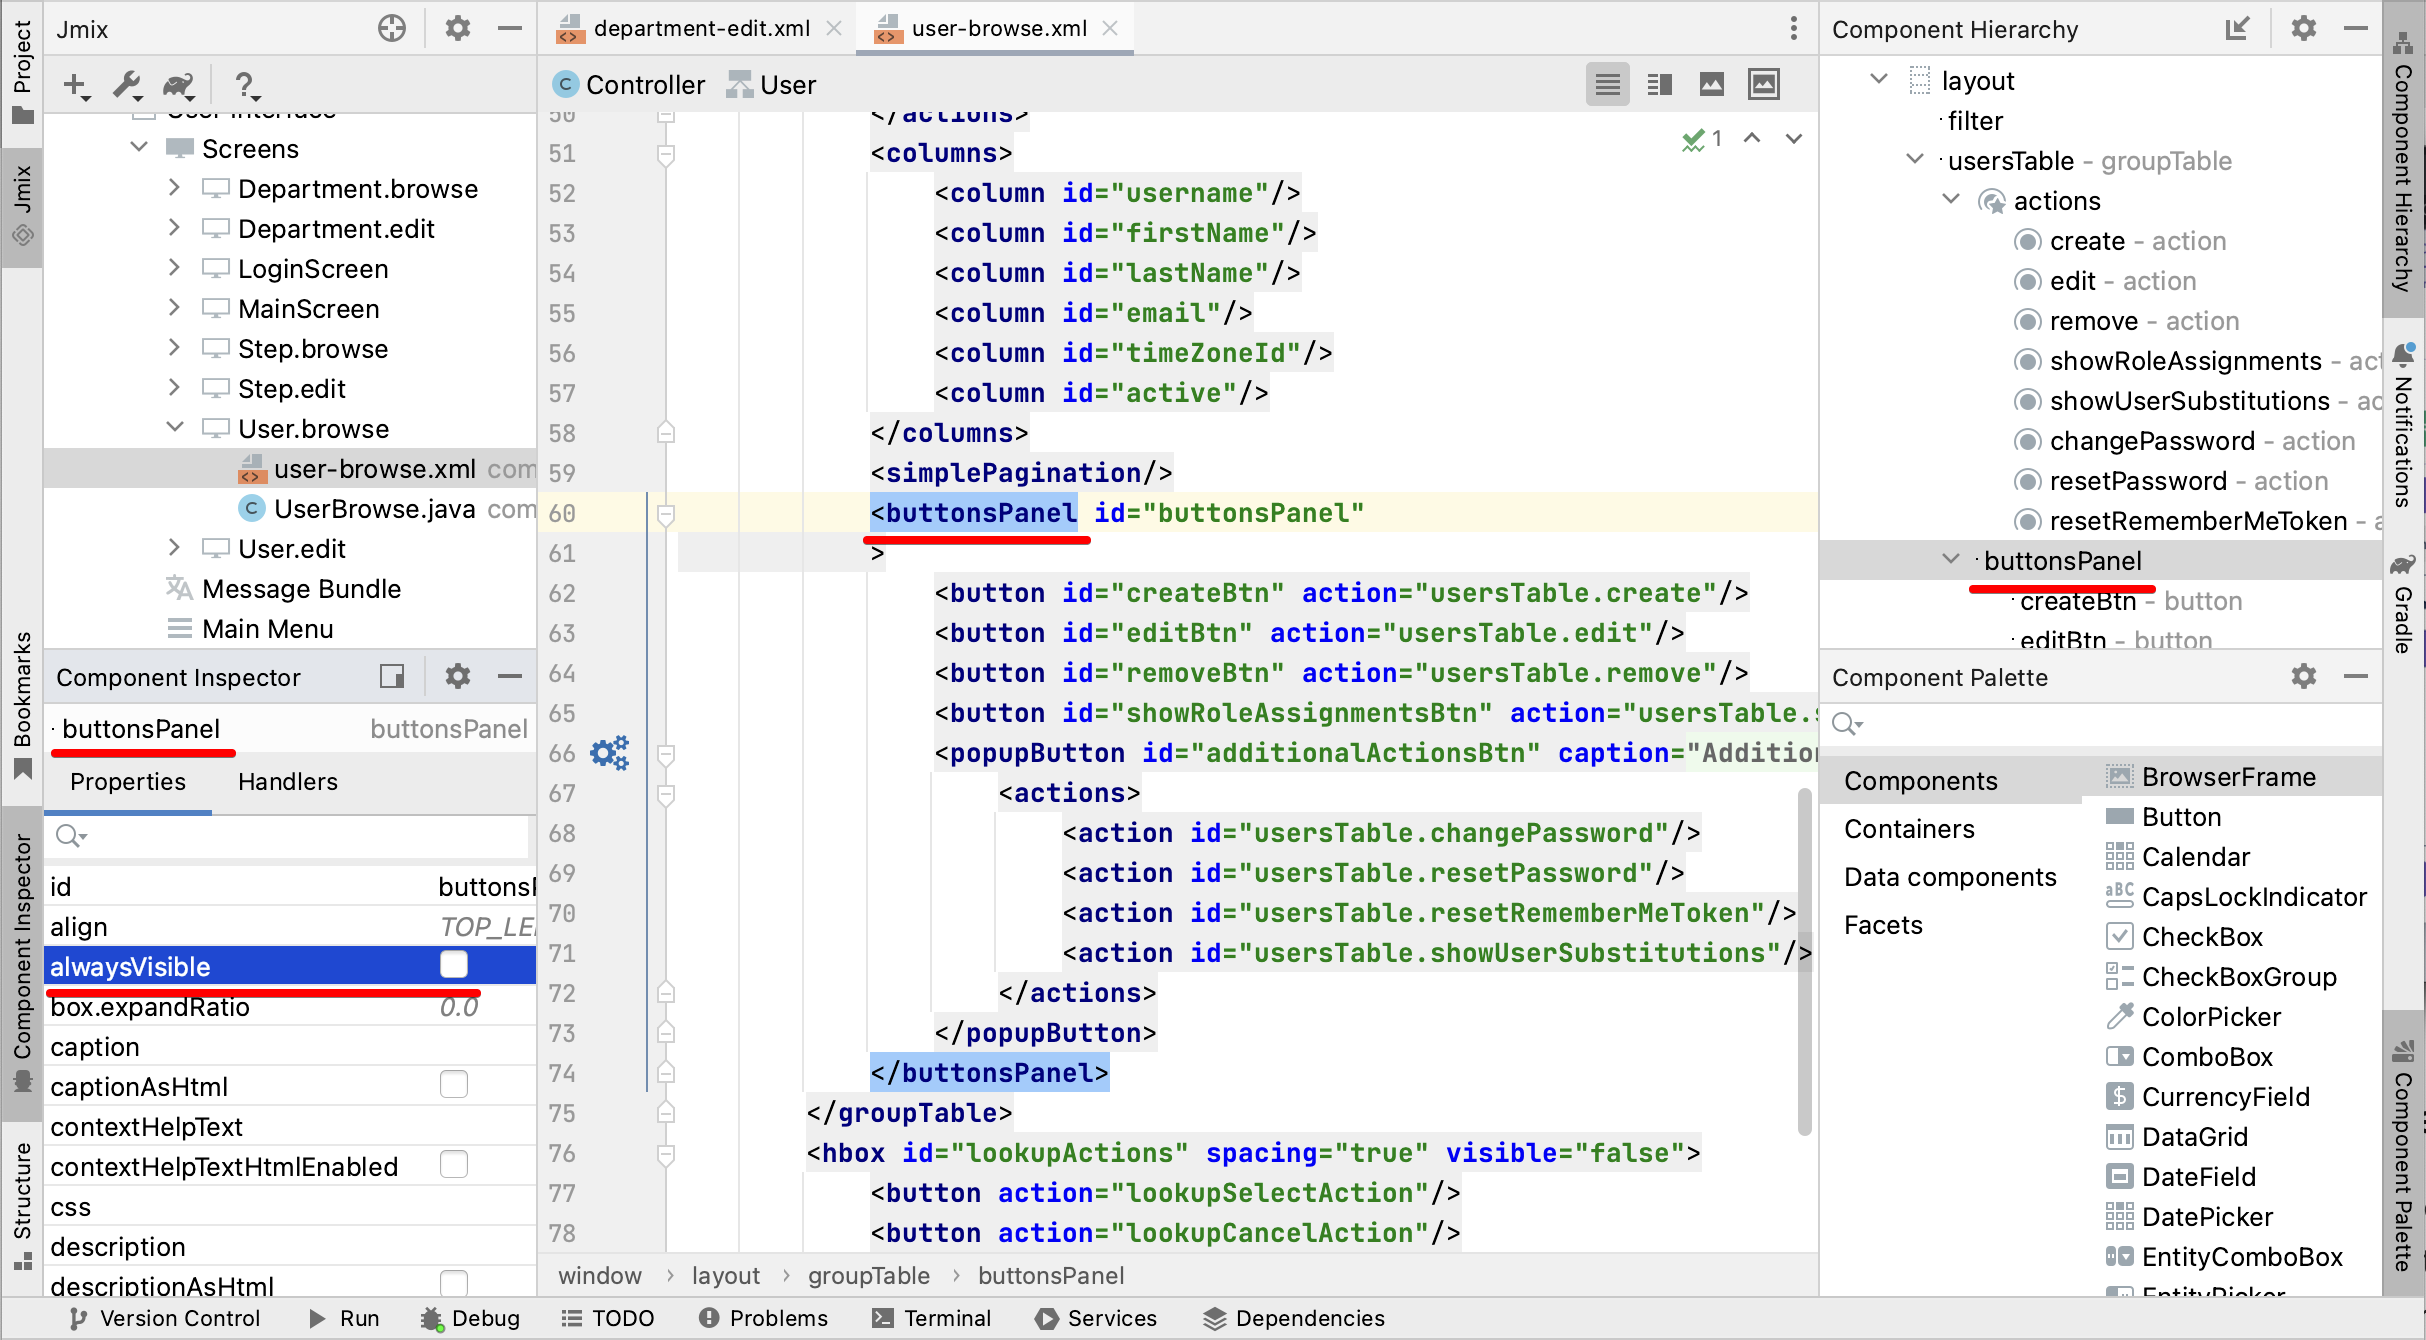 Project
Jmix
Bookmarks
Component Inspector
Structure
Jmix
?
Screens
Department.browse
Department.edit
LoginScreen
MainScreen
Step.browse
Step.edit
User.browse
user-browse.xml com
UserBrowse.java com
User.edit
Message Bundle
Main Menu
Component Inspector
buttonsPanel buttonsPanel
Properties Handlers
id buttonsP
align TOP_LE
alwaysVisible
box.expandRatio 0.0
caption
captionAsHtml
contextHelpText
contextHelpTextHtmlEnabled
css
description
descriptionAsHtml
department-edit.xml user-browse.xml
Controller User
1
50 </actions>
51 <columns>
52 <column id="username"/>
53 <column id="firstName"/>
54 <column id="lastName"/>
55 <column id="email"/>
56 <column id="timeZoneId"/>
57 <column id="active"/>
58 </columns>
59 <simplePagination/>
60 <buttonsPanel id="buttonsPanel"
61 >
62 <button id="createBtn" action="usersTable.create"/>
63 <button id="editBtn" action="usersTable.edit"/>
64 <button id="removeBtn" action="usersTable.remove"/>
65 <button id="showRoleAssignmentsBtn" action="usersTable.s
66 <popupButton id="additionalActionsBtn" caption="Addition
67 <actions>
68 <action id="usersTable.changePassword"/>
69 <action id="usersTable.resetPassword"/>
70 <action id="usersTable.resetRememberMeToken"/>
71 <action id="usersTable.showUserSubstitutions"/>
72 </actions>
73 </popupButton>
74 </buttonsPanel>
75 </groupTable>
76 <hbox id="lookupActions" spacing="true" visible="false">
77 <button action="lookupSelectAction"/>
78 <button action="lookupCancelAction"/>
window › layout › groupTable › buttonsPanel
Component Hierarchy
layout
filter
usersTable - groupTable
actions
create - action
edit - action
remove - action
showRoleAssignments - act
showUserSubstitutions - ac
changePassword - action
resetPassword - action
resetRememberMeToken - a
buttonsPanel
createBtn - button
editBtn - button
Component Palette
Components
Containers
Data components
Facets
BrowserFrame
Button
Calendar
CapsLockIndicator
CheckBox
CheckBoxGroup
ColorPicker
ComboBox
CurrencyField
DataGrid
DateField
DatePicker
EntityComboBox
EntityPicker
Component Hierarchy
Notifications
Gradle
Component Palette
Version Control Run Debug TODO Problems Terminal Services Dependencies